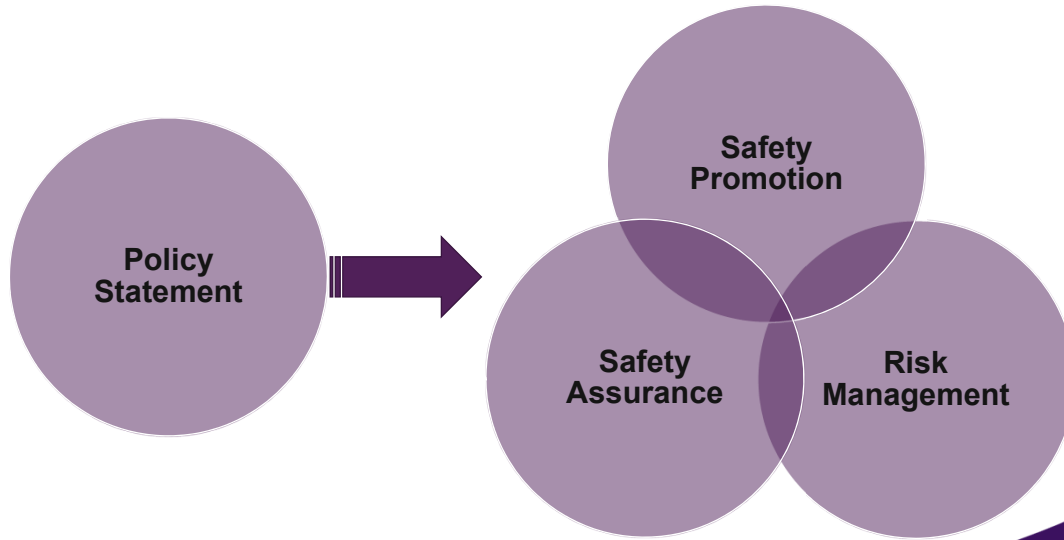 Policy
Statement
Safety
Promotion
Safety
Assurance
Risk
Management